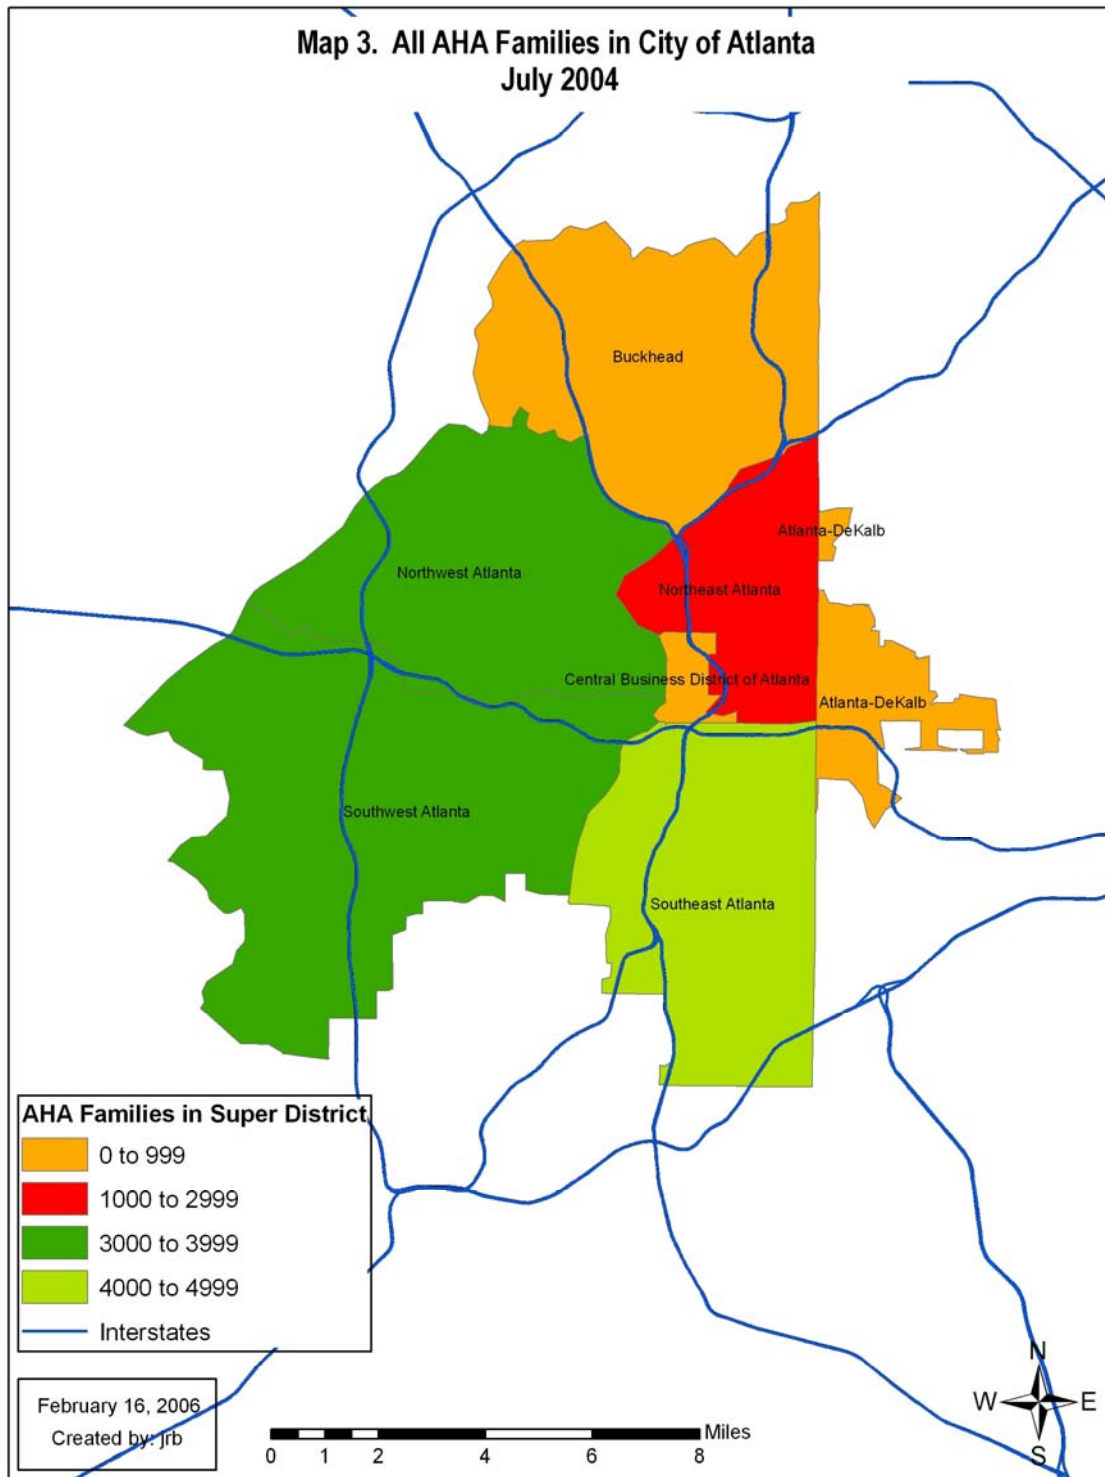 Map 3. All AHA Families in City of Atlanta
July 2004
Buckhead
Atlanta-DeKalb
Northwest Atlanta
Northeast Atlanta
Central Business District of Atlanta
Atlanta-DeKalb
Southwest Atlanta
Southeast Atlanta
AHA Families in Super District
0 to 999
1000 to 2999
3000 to 3999
4000 to 4999
Interstates
February 16, 2006
Created by: jrb
0 1 2 4 6 8 Miles
N
W E
S